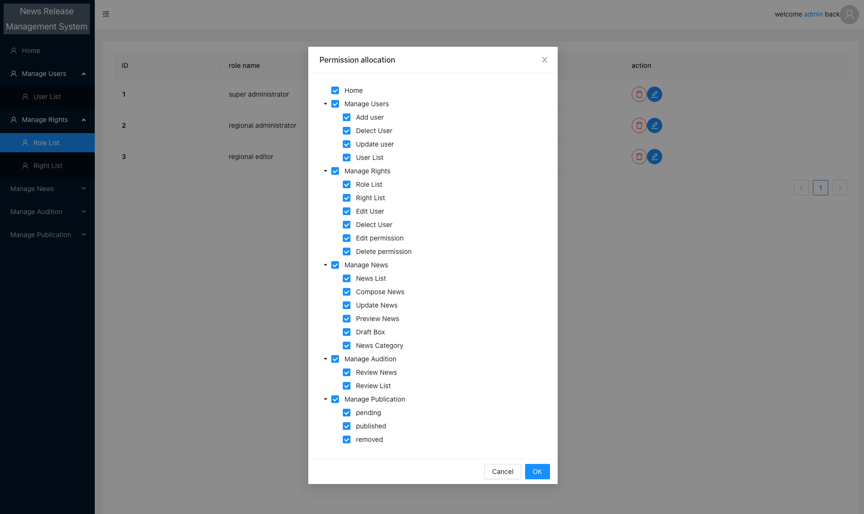 News Release
Management System
welcome admin back
Home
Manage Users
User List
Manage Rights
Role List
Right List
Manage News
Manage Audition
Manage Publication
ID
role name
action
1
super administrator
2
regional administrator
3
regional editor
1
Permission allocation
Home
Manage Users
Add user
Delect User
Update user
User List
Manage Rights
Role List
Right List
Edit User
Delect User
Edit permission
Delete permission
Manage News
News List
Compose News
Update News
Preview News
Draft Box
News Category
Manage Audition
Review News
Review List
Manage Publication
pending
published
removed
Cancel
OK